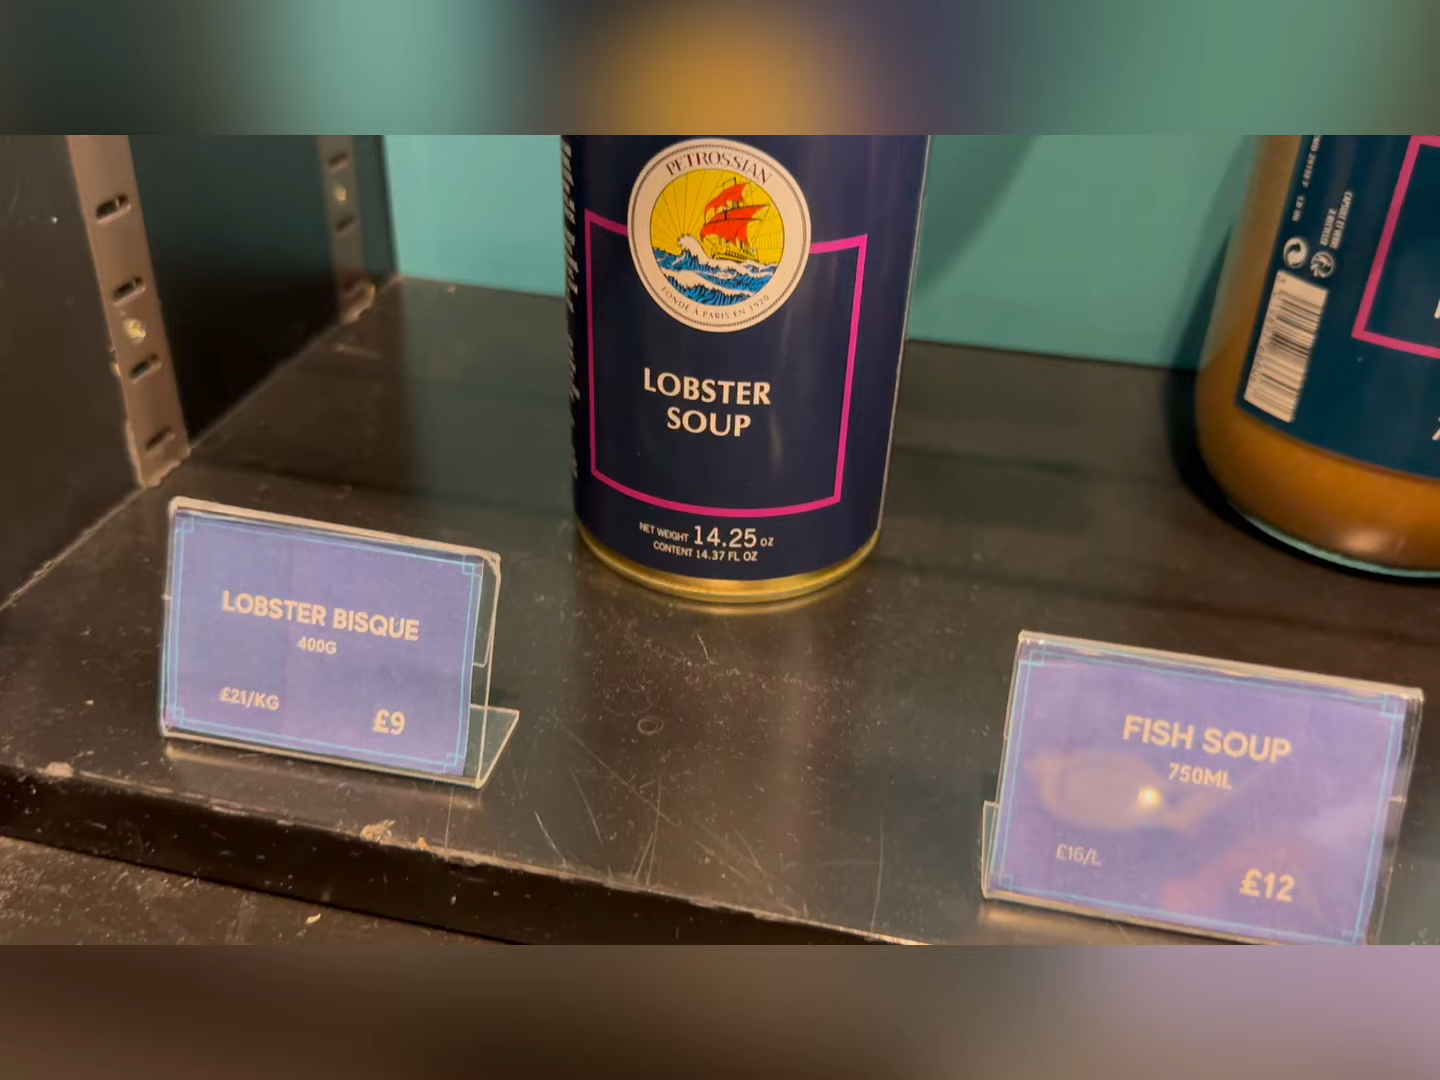 PETROSSIAN
FONDÉ À PARIS EN 1920
LOBSTER
SOUP
NET WEIGHT 14.25 OZ
CONTENT 14.37 FL OZ
LOBSTER BISQUE
400G
£21/KG
£9
FISH SOUP
750ML
£16/L
£12